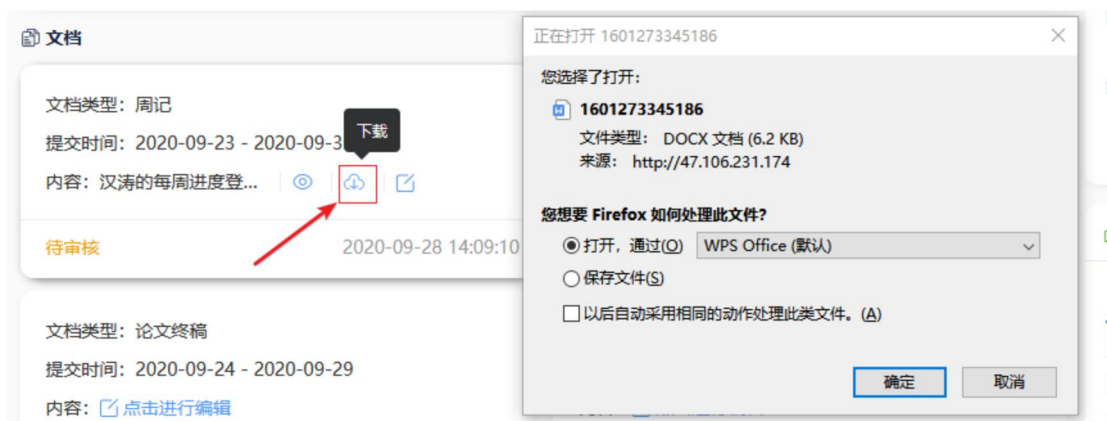 文档
文档类型：周记
提交时间：2020-09-23 - 2020-09-3
下载
内容：汉涛的每周进度登...
待审核
2020-09-28 14:09:10
文档类型：论文终稿
提交时间：2020-09-24 - 2020-09-29
内容：点击进行编辑
正在打开 1601273345186
您选择了打开：
1601273345186
文件类型： DOCX 文档 (6.2 KB)
来源： http://47.106.231.174
您想要 Firefox 如何处理此文件?
打开，通过(O) WPS Office (默认)
保存文件(S)
以后自动采用相同的动作处理此类文件。(A)
确定
取消